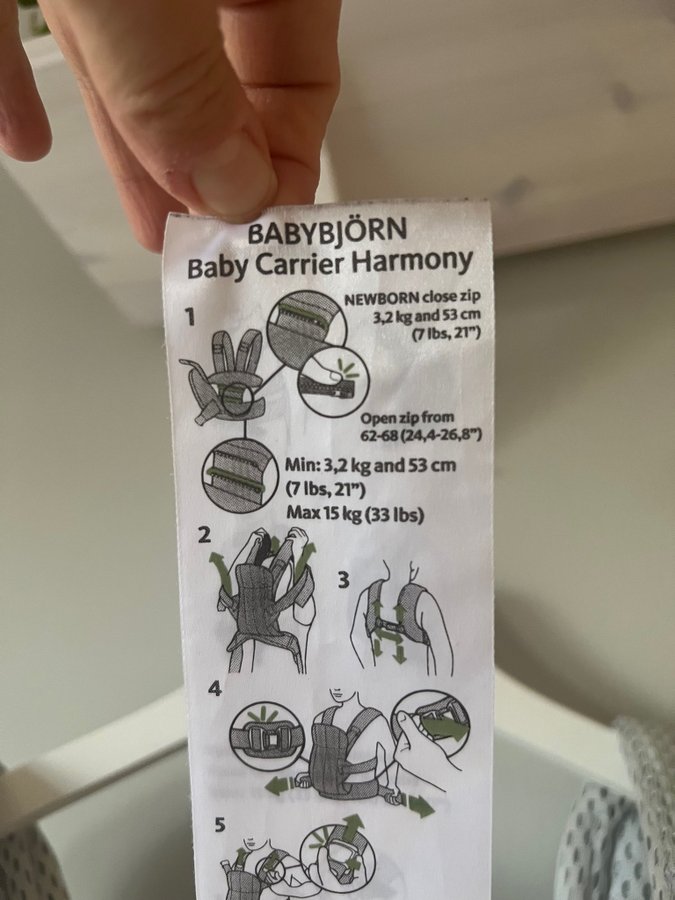 BABYBJÖRN
Baby Carrier Harmony
1
NEWBORN close zip
3,2 kg and 53 cm
(7 lbs, 21”)
Open zip from
62-68 (24,4-26,8”)
Min: 3,2 kg and 53 cm
(7 lbs, 21”)
Max 15 kg (33 lbs)
2
3
4
5